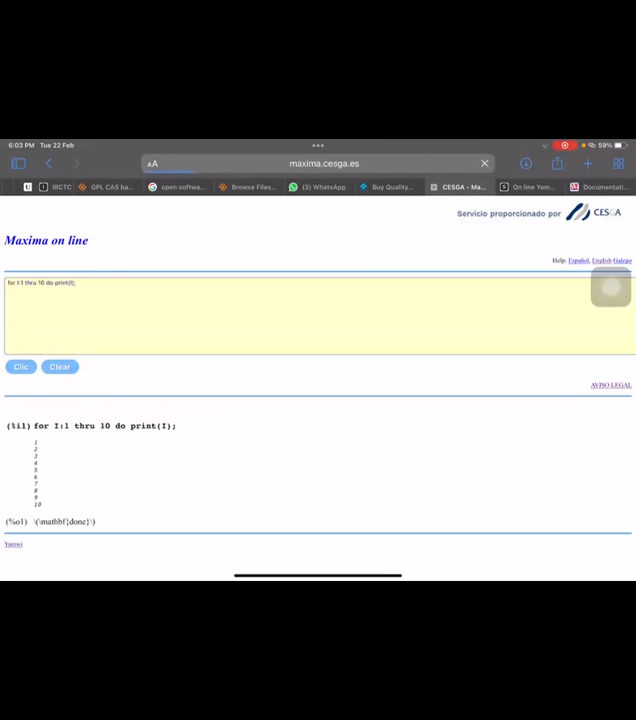 6:03 PM Tue 22 Feb
59%
AA
maxima.cesga.es
U
I IRCTC
GPL CAS ba...
open softwa...
Browse Files...
(3) WhatsApp
Buy Quality...
CESGA - Ma...
On line Yam...
Documentati...
Servicio proporcionado por CESGA
Maxima on line
Help: Español, English Galego
for I:1 thru 10 do print(I);
Clic
Clear
AVISO LEGAL
(%i1) for I:1 thru 10 do print(I);
1
2
3
4
5
6
7
8
9
10
(%o1) \(\mathbf{done}\)
Yamwi